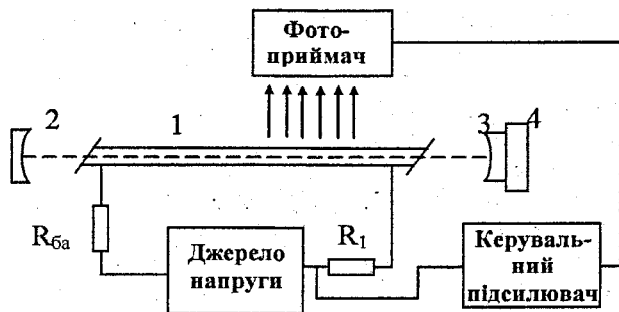 Фото-
приймач
2
1
3
4
Rба
Джерело
напруги
R1
Керуваль-
ний
підсилювач